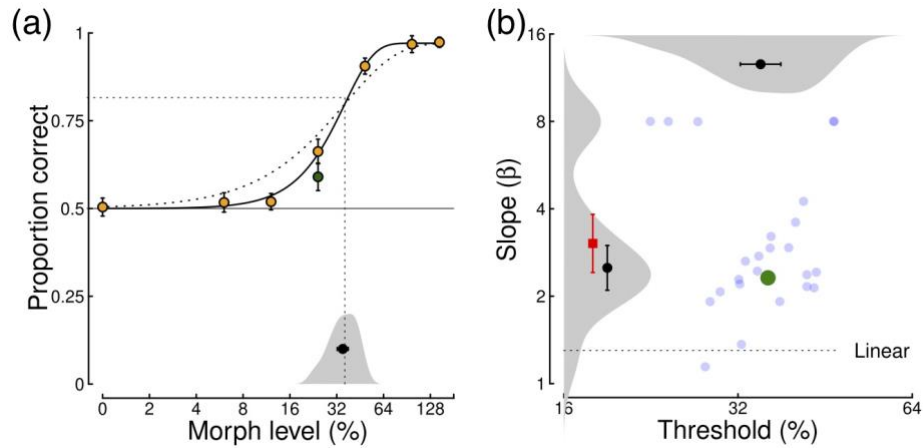 (a)
1
0.75
0.5
0.25
0
Proportion correct
0 2 4 8 16 32 64 128
Morph level (%)
(b)
16
8
4
2
1
Slope (β)
Linear
16 32 64
Threshold (%)